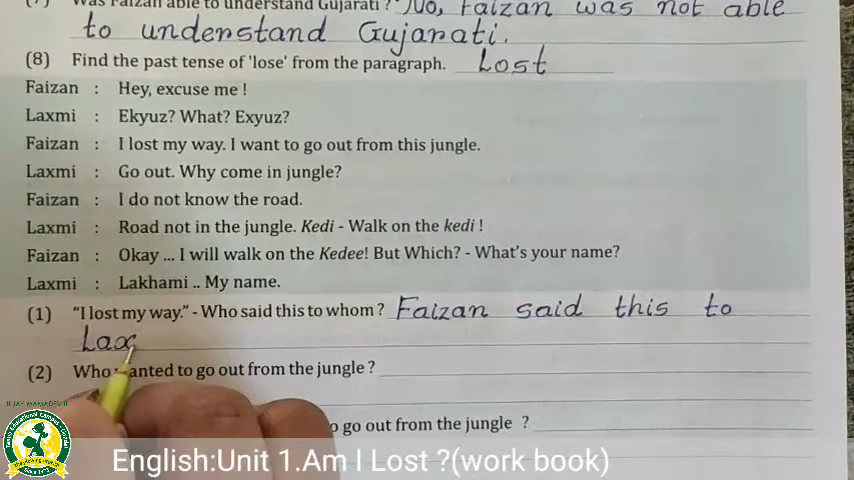 (7) Was Faizan able to understand Gujarati? No, Faizan was not able
to understand Gujarati.
(8) Find the past tense of 'lose' from the paragraph. Lost
Faizan : Hey, excuse me !
Laxmi : Ekyuz? What? Exyuz?
Faizan : I lost my way. I want to go out from this jungle.
Laxmi : Go out. Why come in jungle?
Faizan : I do not know the road.
Laxmi : Road not in the jungle. Kedi - Walk on the kedi !
Faizan : Okay ... I will walk on the Kedee! But Which? - What's your name?
Laxmi : Lakhami .. My name.
(1) "I lost my way." - Who said this to whom ? Faizan said this to
Lax
(2) Who wanted to go out from the jungle ?
o go out from the jungle ?
English:Unit 1.Am I Lost ?(work book)